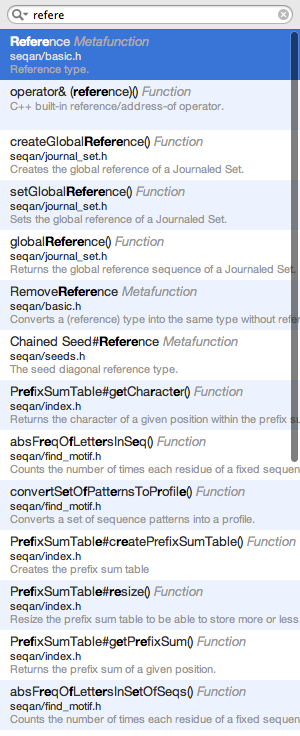 refere
Reference Metafunction
seqan/basic.h
Reference type.
operator& (reference)() Function
C++ built-in reference/address-of operator.
createGlobalReference() Function
seqan/journal_set.h
Creates the global reference of a Journaled Set.
setGlobalReference() Function
seqan/journal_set.h
Sets the global reference of a Journaled Set.
globalReference() Function
seqan/journal_set.h
Returns the global reference sequence of a Journaled Set.
RemoveReference Metafunction
seqan/basic.h
Converts a (reference) type into the same type without refe
Chained Seed#Reference Metafunction
seqan/seeds.h
The seed diagonal reference type.
PrefixSumTable#getCharacter() Function
seqan/index.h
Returns the character of a given position within the prefix su
absFreqOfLettersInSeq() Function
seqan/find_motif.h
Counts the number of times each residue of a fixed sequen
convertSetOfPatternsToProfile() Function
seqan/find_motif.h
Converts a set of sequence patterns into a profile.
PrefixSumTable#createPrefixSumTable() Function
seqan/index.h
Creates the prefix sum table
PrefixSumTable#resize() Function
seqan/index.h
Resize the prefix sum table to be able to store more or less
PrefixSumTable#getPrefixSum() Function
seqan/index.h
Returns the prefix sum of a given position.
absFreqOfLettersInSetOfSeqs() Function
seqan/find_motif.h
Counts the number of times each residue of a fixed sequen